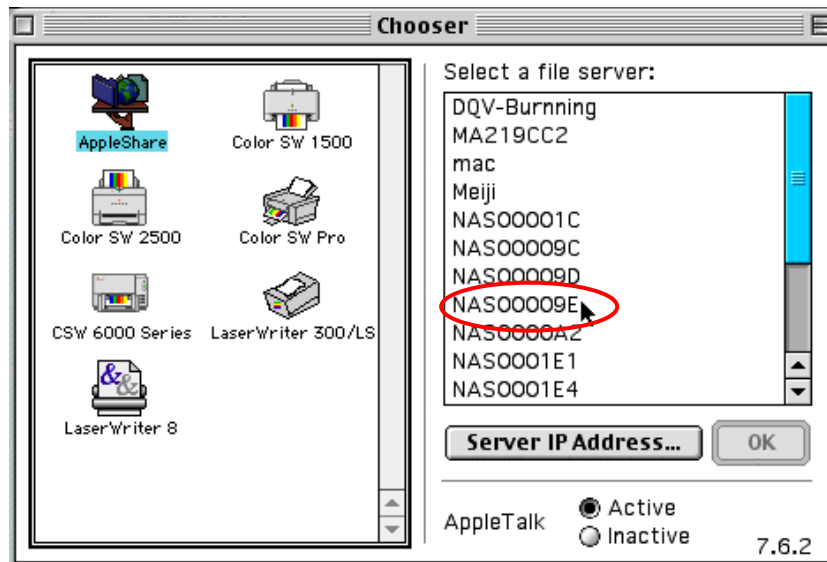 Chooser
AppleShare
Color SW 1500
Color SW 2500
Color SW Pro
CSW 6000 Series
LaserWriter 300/LS
LaserWriter 8
Select a file server:
DQV-Burnning
MA219CC2
mac
Meiji
NAS00001C
NAS00009C
NAS00009D
NAS00009E
NAS0000A2
NAS0001E1
NAS0001E4
Server IP Address...
OK
AppleTalk
Active
Inactive
7.6.2